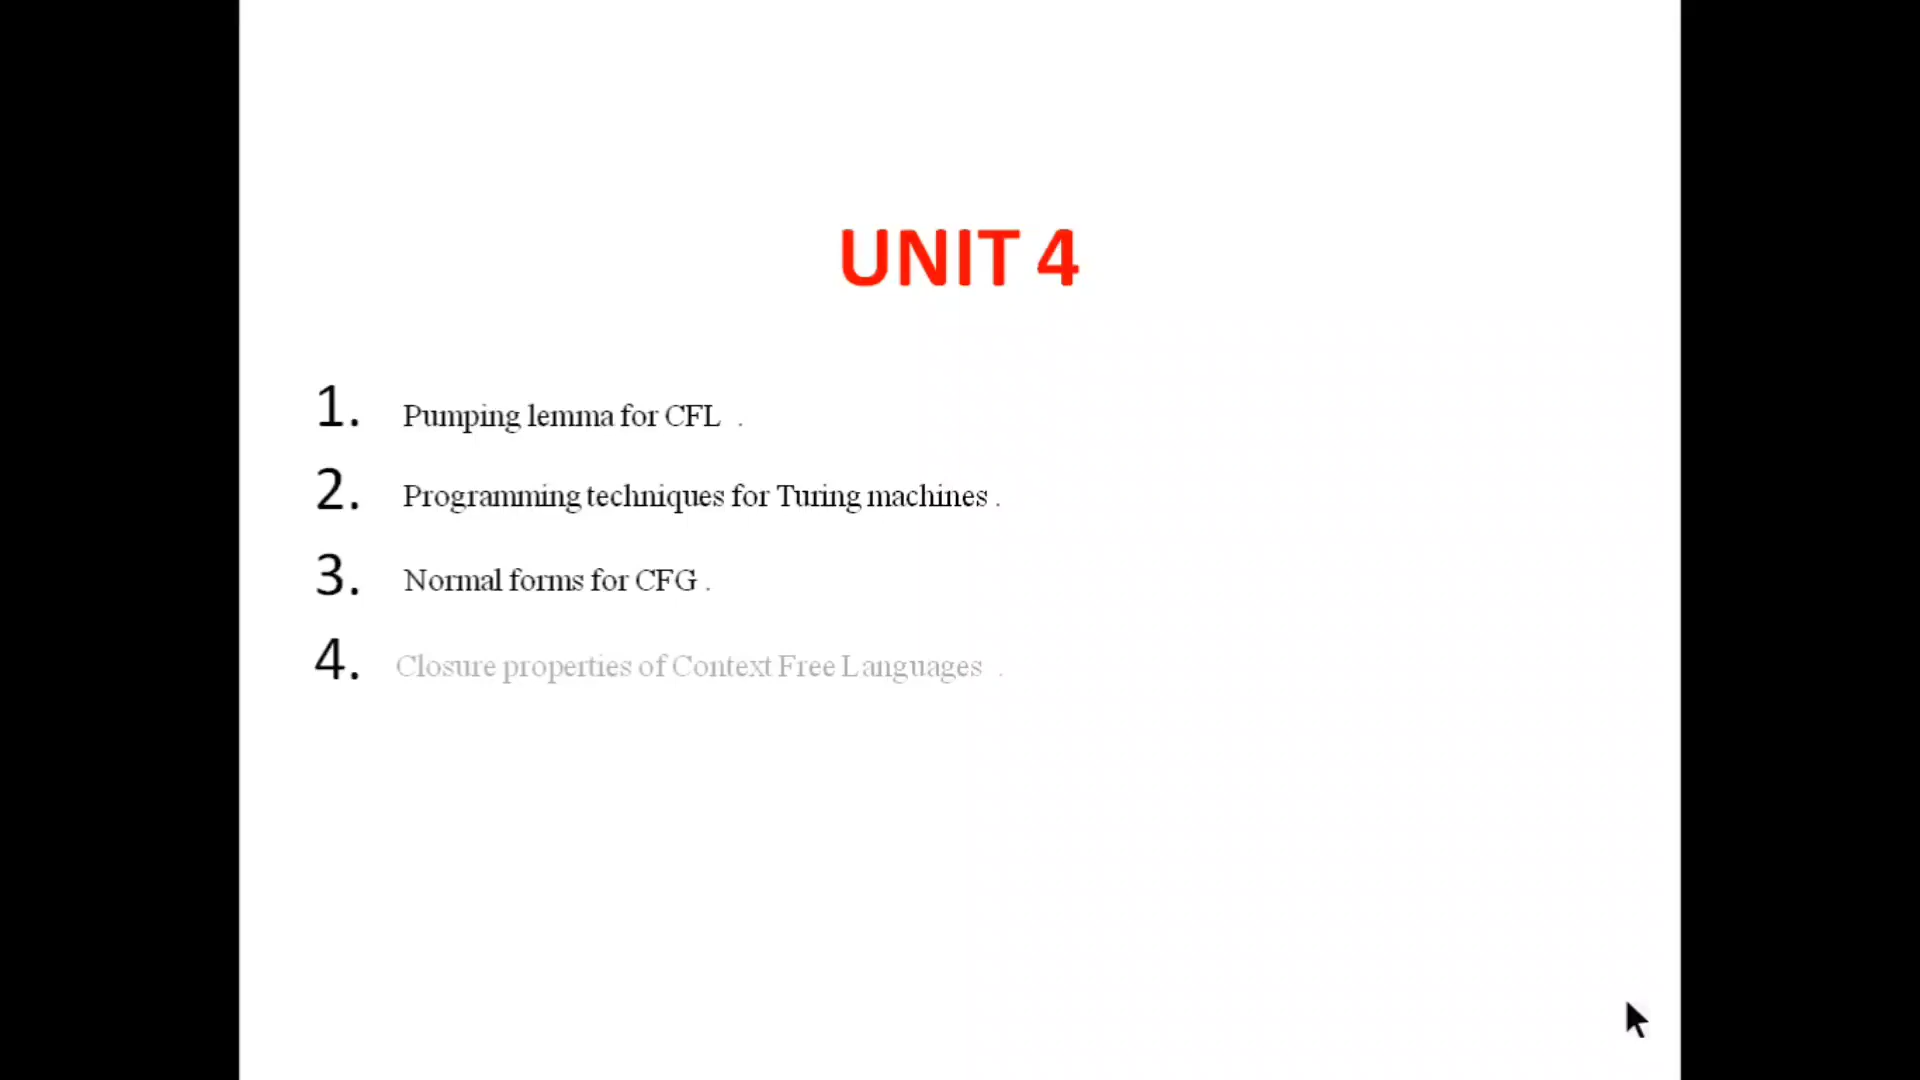 UNIT 4
1. Pumping lemma for CFL .
2. Programming techniques for Turing machines .
3. Normal forms for CFG .
4. Closure properties of Context Free Languages .